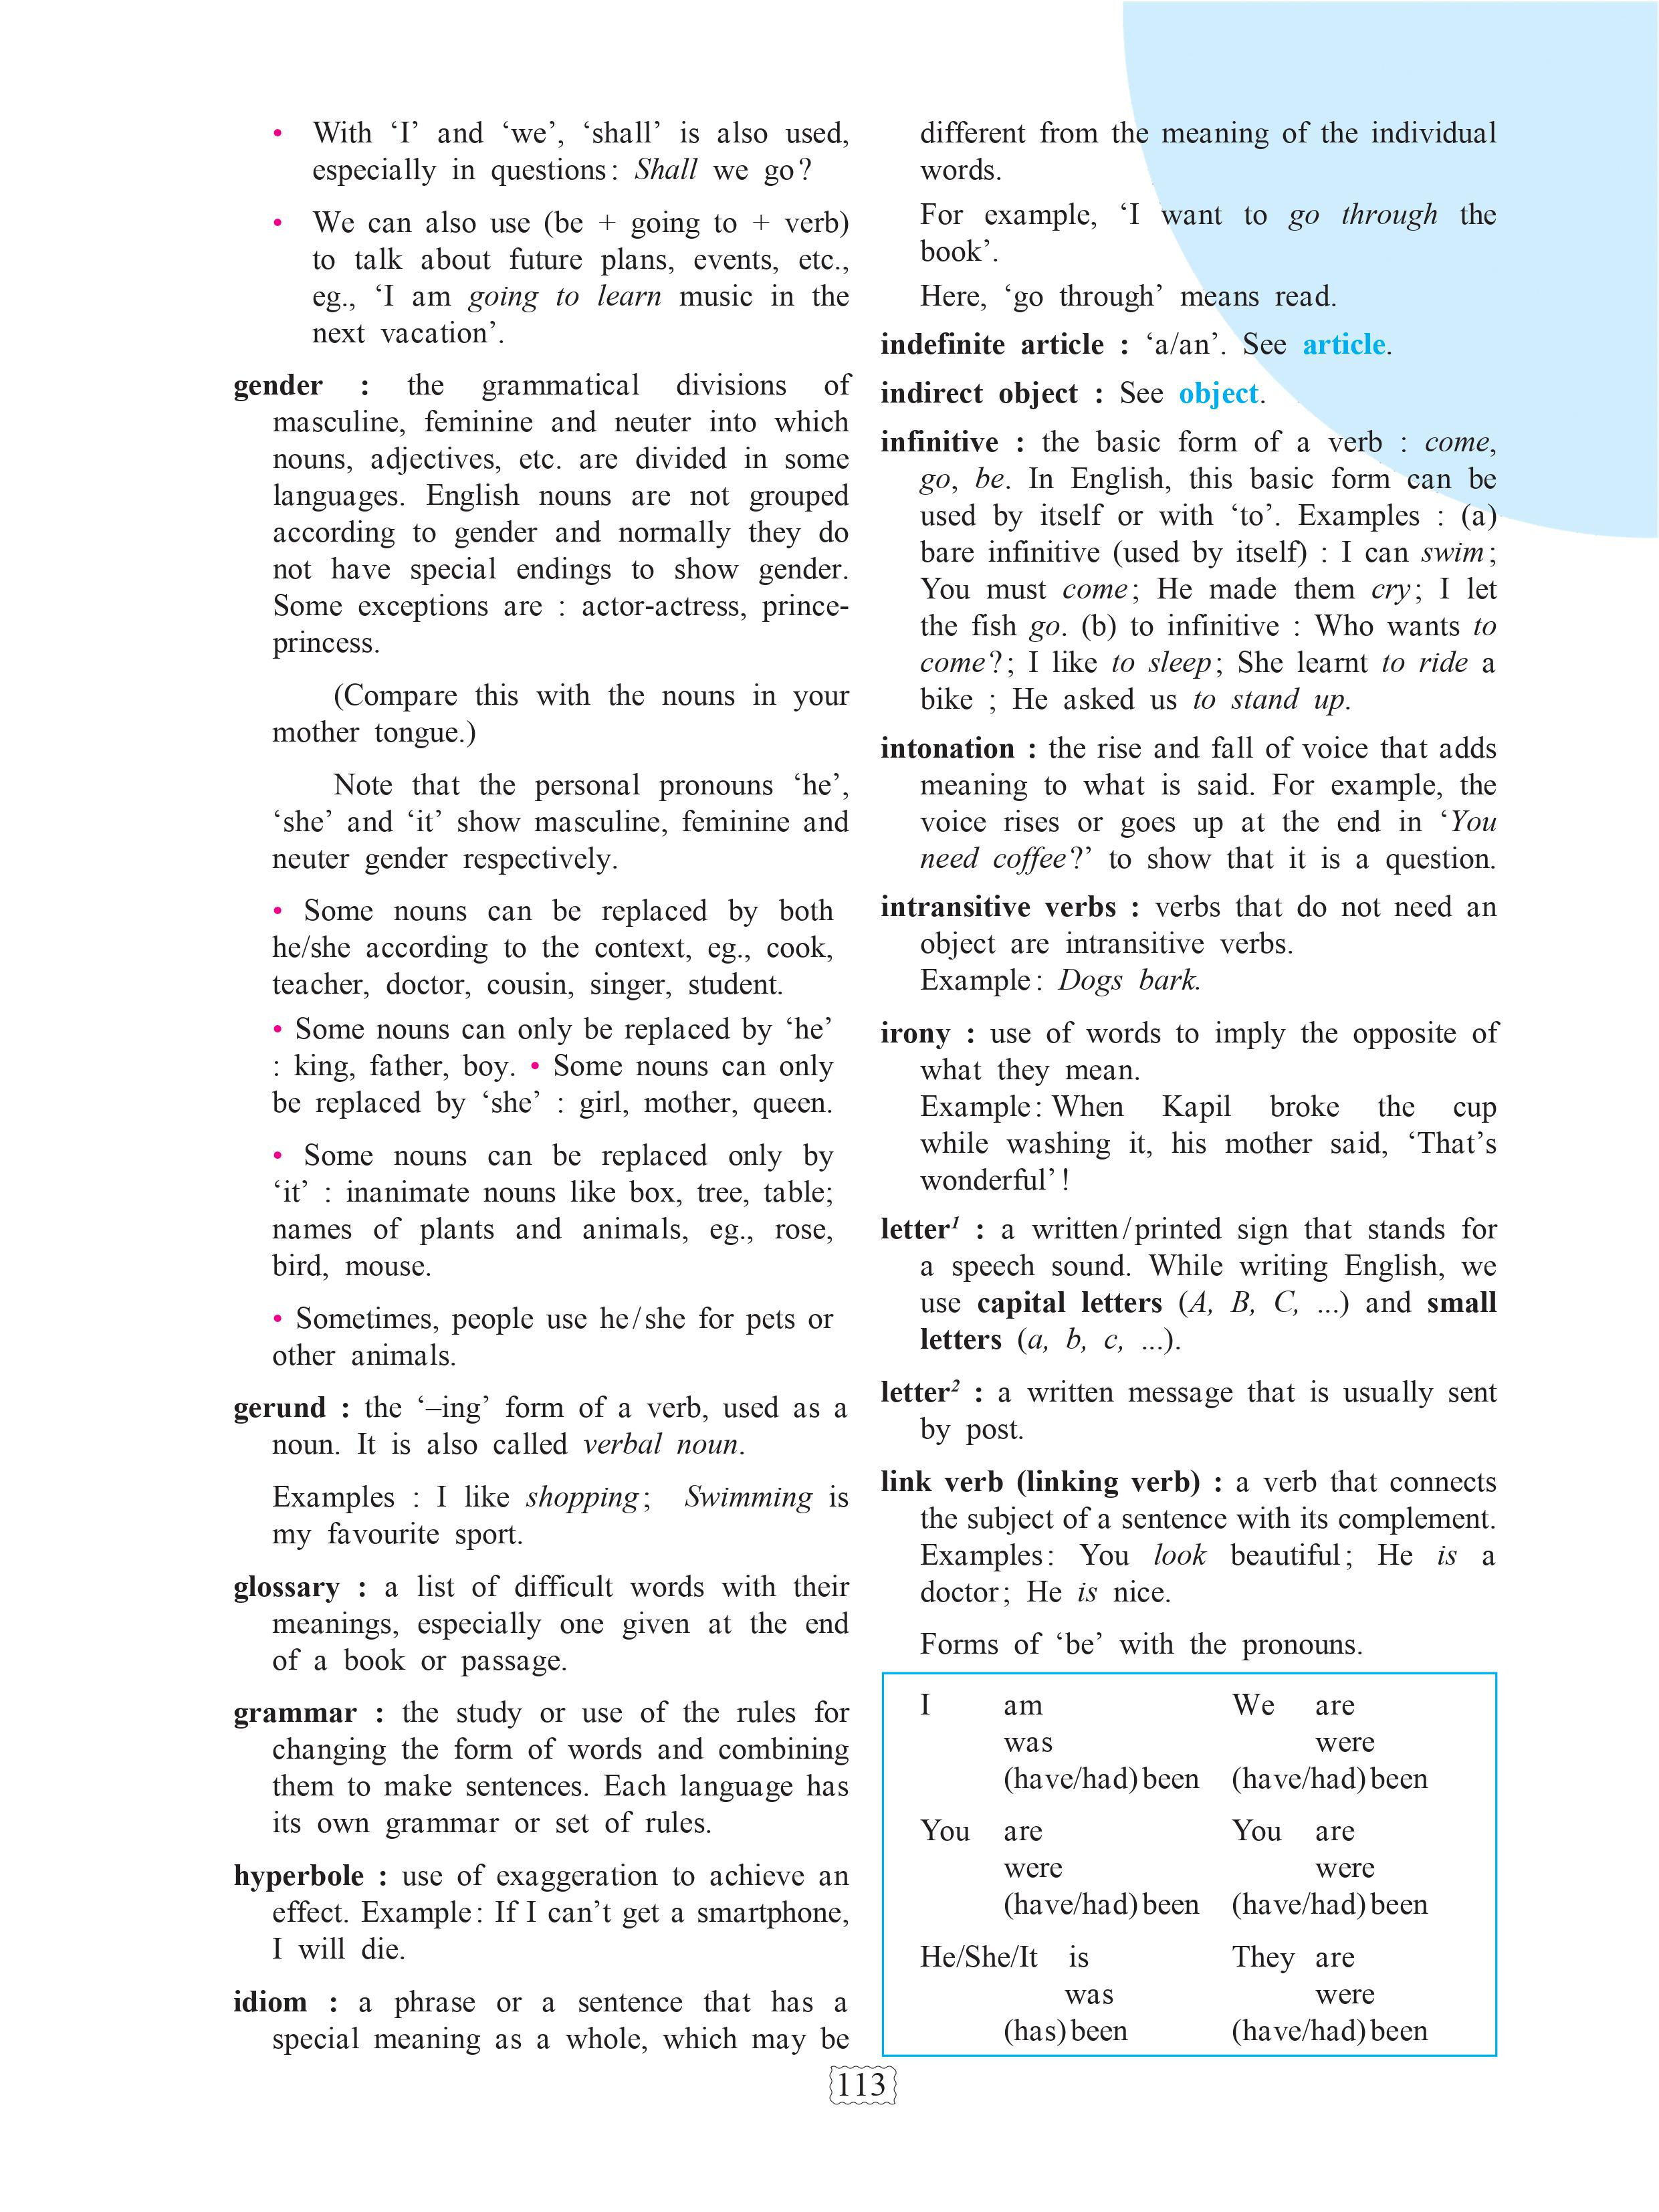 • With ‘I’ and ‘we’, ‘shall’ is also used,
especially in questions: Shall we go?
• We can also use (be + going to + verb)
to talk about future plans, events, etc.,
eg., ‘I am going to learn music in the
next vacation’.
gender : the grammatical divisions of
masculine, feminine and neuter into which
nouns, adjectives, etc. are divided in some
languages. English nouns are not grouped
according to gender and normally they do
not have special endings to show gender.
Some exceptions are : actor-actress, prince-
princess.
(Compare this with the nouns in your
mother tongue.)
Note that the personal pronouns ‘he’,
‘she’ and ‘it’ show masculine, feminine and
neuter gender respectively.
• Some nouns can be replaced by both
he/she according to the context, eg., cook,
teacher, doctor, cousin, singer, student.
• Some nouns can only be replaced by ‘he’
: king, father, boy. • Some nouns can only
be replaced by ‘she’ : girl, mother, queen.
• Some nouns can be replaced only by
‘it’ : inanimate nouns like box, tree, table;
names of plants and animals, eg., rose,
bird, mouse.
• Sometimes, people use he/she for pets or
other animals.
gerund : the ‘–ing’ form of a verb, used as a
noun. It is also called verbal noun.
Examples : I like shopping; Swimming is
my favourite sport.
glossary : a list of difficult words with their
meanings, especially one given at the end
of a book or passage.
grammar : the study or use of the rules for
changing the form of words and combining
them to make sentences. Each language has
its own grammar or set of rules.
hyperbole : use of exaggeration to achieve an
effect. Example: If I can’t get a smartphone,
I will die.
idiom : a phrase or a sentence that has a
special meaning as a whole, which may be
different from the meaning of the individual
words.
For example, ‘I want to go through the
book’.
Here, ‘go through’ means read.
indefinite article : ‘a/an’. See article.
indirect object : See object.
infinitive : the basic form of a verb : come,
go, be. In English, this basic form can be
used by itself or with ‘to’. Examples : (a)
bare infinitive (used by itself) : I can swim;
You must come; He made them cry; I let
the fish go. (b) to infinitive : Who wants to
come?; I like to sleep; She learnt to ride a
bike ; He asked us to stand up.
intonation : the rise and fall of voice that adds
meaning to what is said. For example, the
voice rises or goes up at the end in ‘You
need coffee?’ to show that it is a question.
intransitive verbs : verbs that do not need an
object are intransitive verbs.
Example: Dogs bark.
irony : use of words to imply the opposite of
what they mean.
Example: When Kapil broke the cup
while washing it, his mother said, ‘That’s
wonderful’!
letter¹ : a written/printed sign that stands for
a speech sound. While writing English, we
use capital letters (A, B, C, ...) and small
letters (a, b, c, ...).
letter² : a written message that is usually sent
by post.
link verb (linking verb) : a verb that connects
the subject of a sentence with its complement.
Examples: You look beautiful; He is a
doctor; He is nice.
Forms of ‘be’ with the pronouns.
I am We are
was were
(have/had) been (have/had) been
You are You are
were were
(have/had) been (have/had) been
He/She/It is They are
was were
(has) been (have/had) been
113